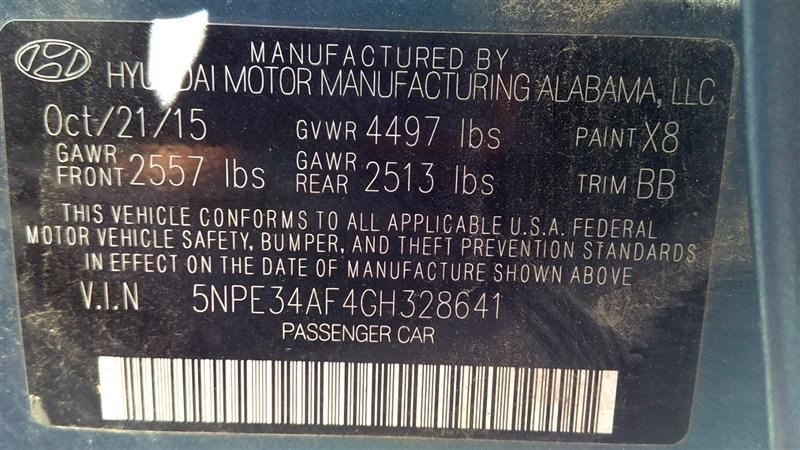 MANUFACTURED BY
HYUNDAI MOTOR MANUFACTURING ALABAMA, LLC
Oct/21/15 GVWR 4497 lbs PAINT X8
GAWR FRONT 2557 lbs GAWR REAR 2513 lbs TRIM BB
THIS VEHICLE CONFORMS TO ALL APPLICABLE U.S.A. FEDERAL
MOTOR VEHICLE SAFETY, BUMPER, AND THEFT PREVENTION STANDARDS
IN EFFECT ON THE DATE OF MANUFACTURE SHOWN ABOVE
V.I.N 5NPE34AF4GH328641
PASSENGER CAR